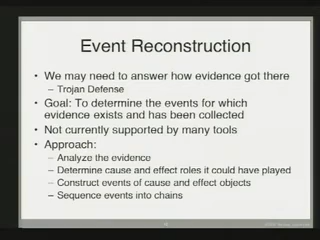 Event Reconstruction
• We may need to answer how evidence got there
– Trojan Defense
• Goal: To determine the events for which
evidence exists and has been collected
• Not currently supported by many tools
• Approach:
– Analyze the evidence
– Determine cause and effect roles it could have played
– Construct events of cause and effect objects
– Sequence events into chains